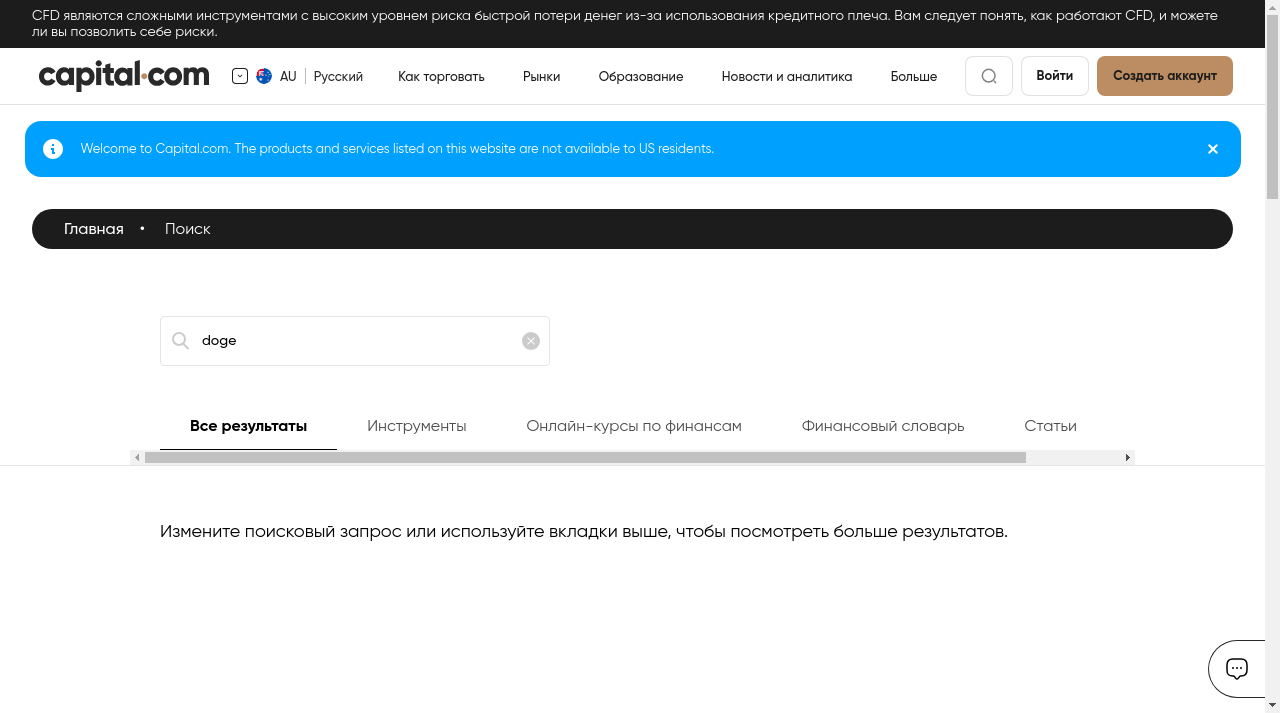 CFD являются сложными инструментами с высоким уровнем риска быстрой потери денег из-за использования кредитного плеча. Вам следует понять, как работают CFD, и можете
ли вы позволить себе риски.
capital.com AU Русский Как торговать Рынки Образование Новости и аналитика Больше Войти Создать аккаунт
Welcome to Capital.com. The products and services listed on this website are not available to US residents.
Главная • Поиск
doge
Все результаты Инструменты Онлайн-курсы по финансам Финансовый словарь Статьи
Измените поисковый запрос или используйте вкладки выше, чтобы посмотреть больше результатов.